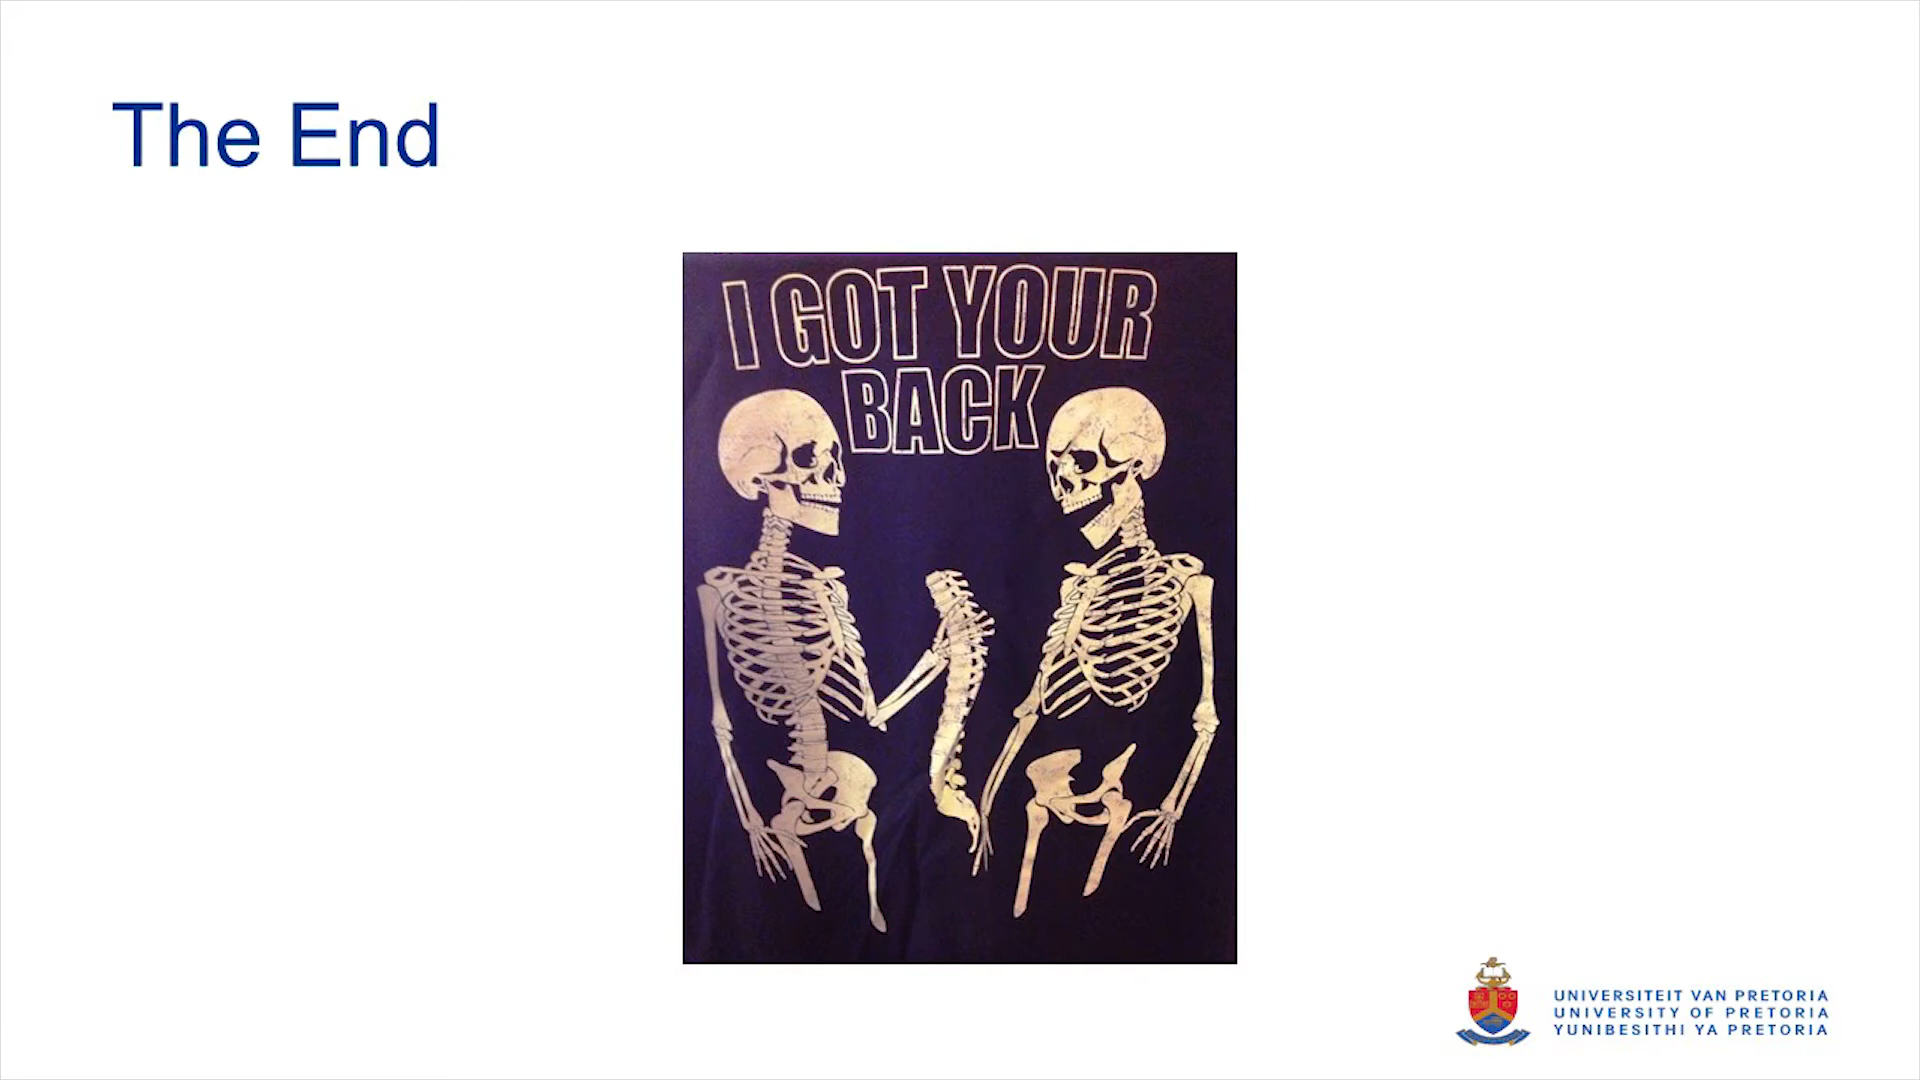 The End
I GOT YOUR
BACK
UNIVERSITEIT VAN PRETORIA
UNIVERSITY OF PRETORIA
YUNIBESITHI YA PRETORIA